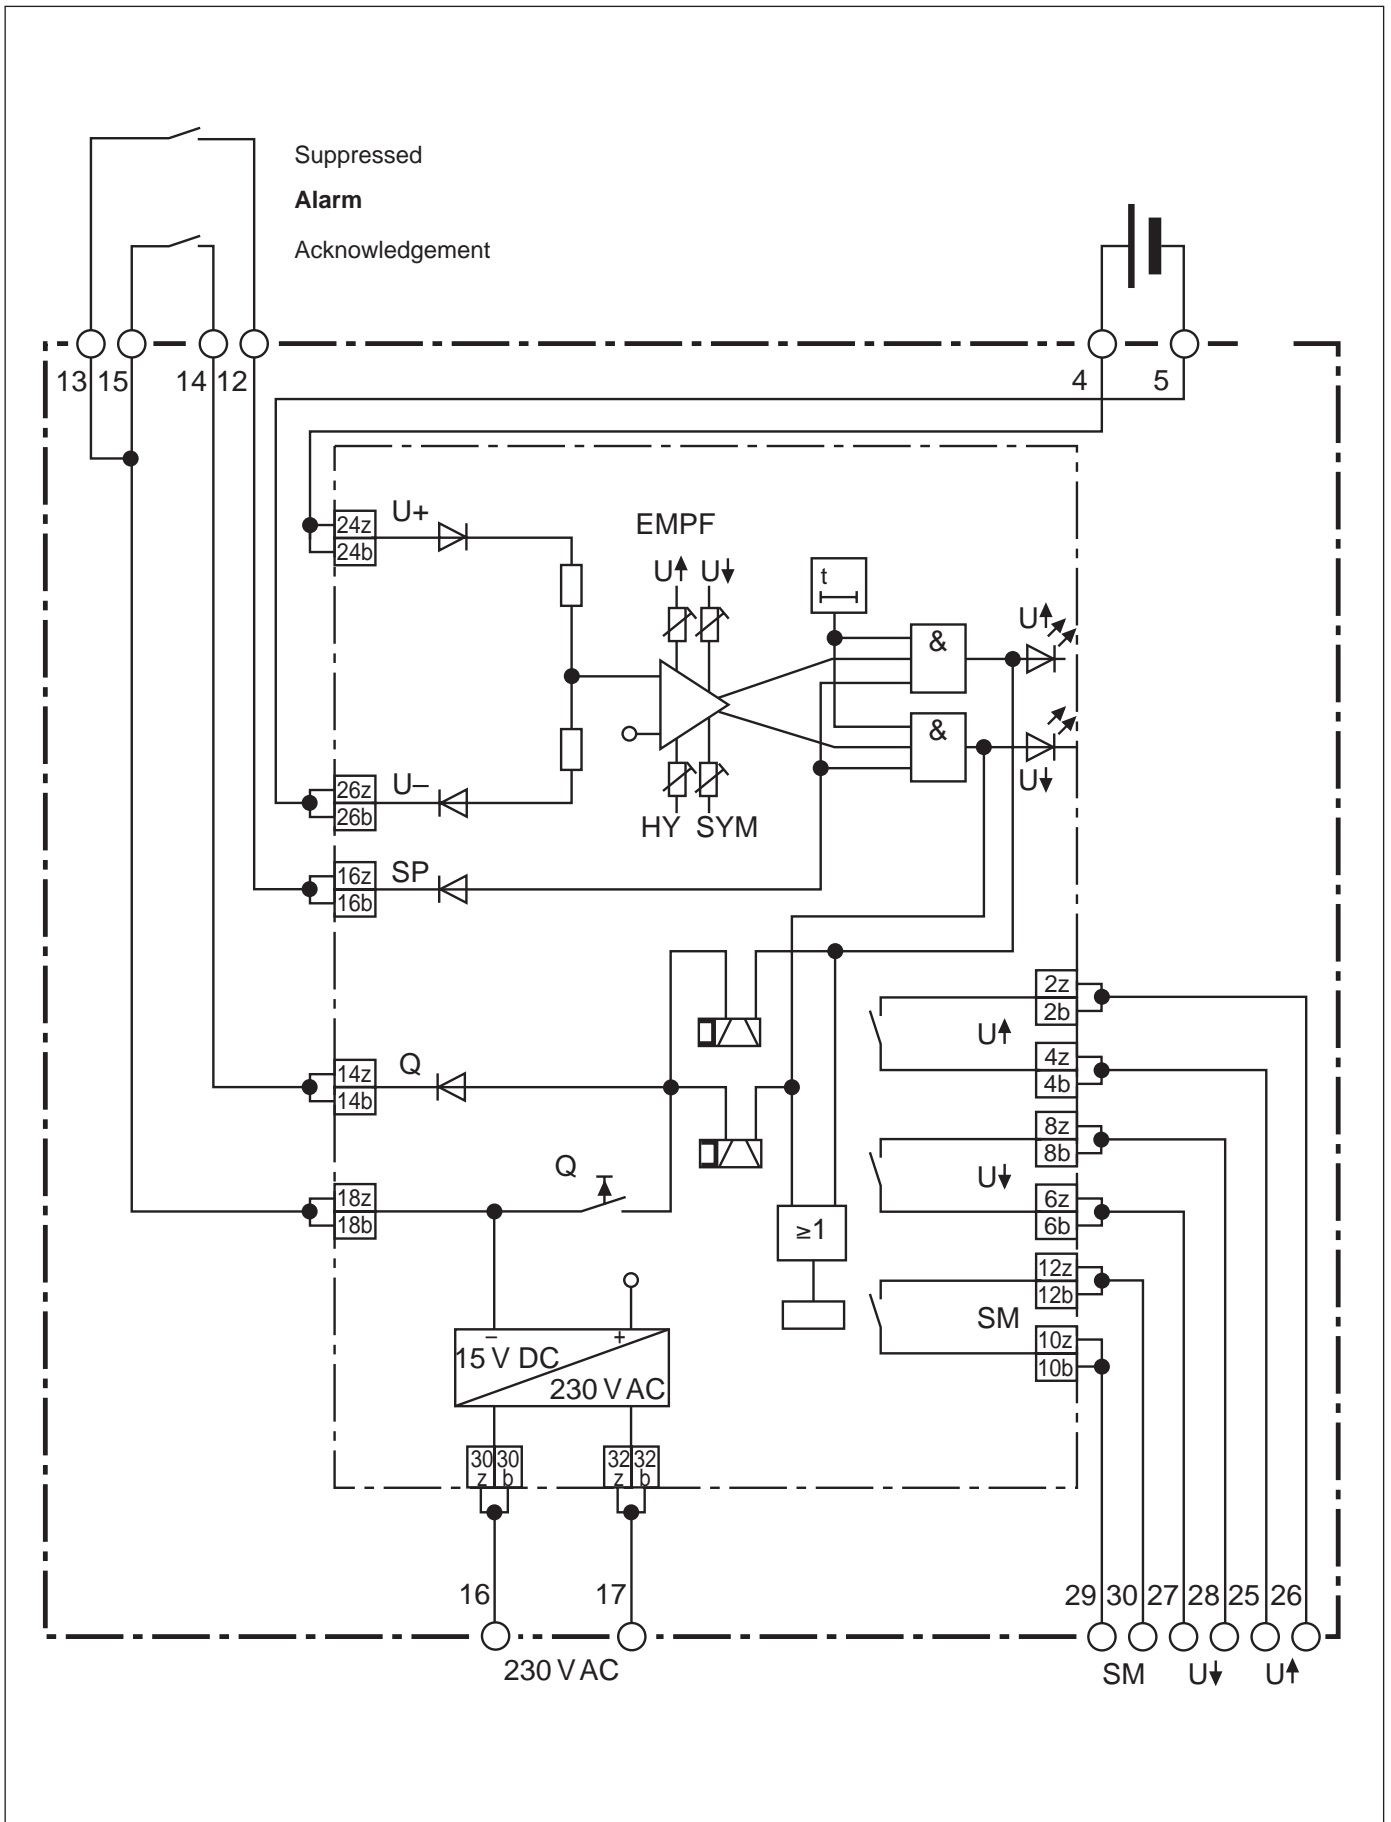 Suppressed
Alarm
Acknowledgement
13 15 14 12 4 5
24z U+
24b
EMPF
U U
t
U
&
&
U
26z U–
26b
HY SYM
16z SP
16b
2z
2b
U
4z
4b
14z Q
14b
8z
8b
U
6z
6b
Q
18z
18b
≥1
12z
12b
SM
10z
10b
– +
15 V DC
230 V AC
30 30 32 32
z b z b
16 17 29 30 27 28 25 26
230 V AC SM U U